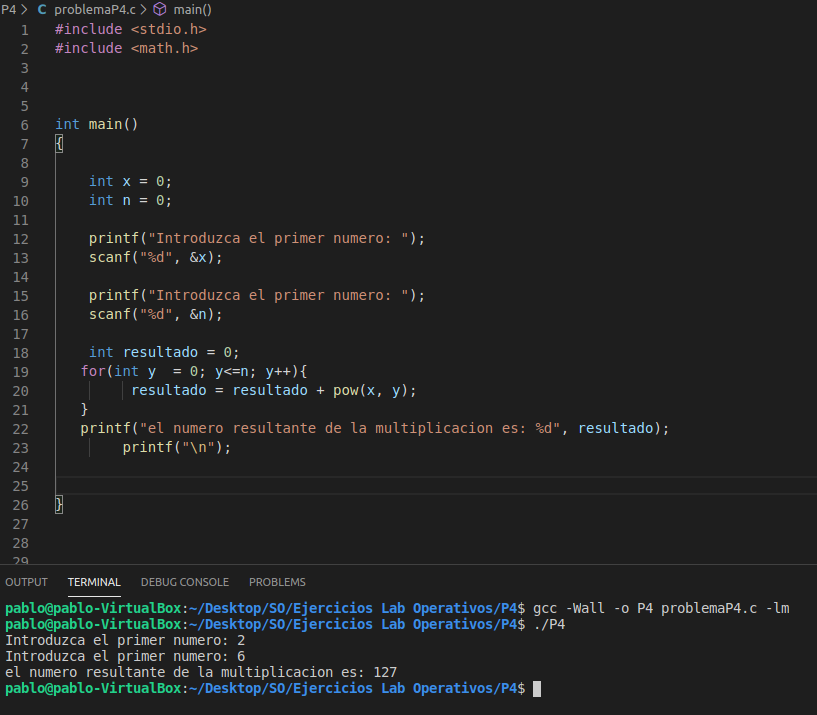 P4 > C problemaP4.c > main()
1 #include <stdio.h>
2 #include <math.h>
3
4
5
6 int main()
7 {
8
9 int x = 0;
10 int n = 0;
11
12 printf("Introduzca el primer numero: ");
13 scanf("%d", &x);
14
15 printf("Introduzca el primer numero: ");
16 scanf("%d", &n);
17
18 int resultado = 0;
19 for(int y  = 0; y<=n; y++){
20 resultado = resultado + pow(x, y);
21 }
22 printf("el numero resultante de la multiplicacion es: %d", resultado);
23 printf("\n");
24
25
26 }
27
28
29
OUTPUT TERMINAL DEBUG CONSOLE PROBLEMS
pablo@pablo-VirtualBox:~/Desktop/SO/Ejercicios Lab Operativos/P4$ gcc -Wall -o P4 problemaP4.c -lm
pablo@pablo-VirtualBox:~/Desktop/SO/Ejercicios Lab Operativos/P4$ ./P4
Introduzca el primer numero: 2
Introduzca el primer numero: 6
el numero resultante de la multiplicacion es: 127
pablo@pablo-VirtualBox:~/Desktop/SO/Ejercicios Lab Operativos/P4$